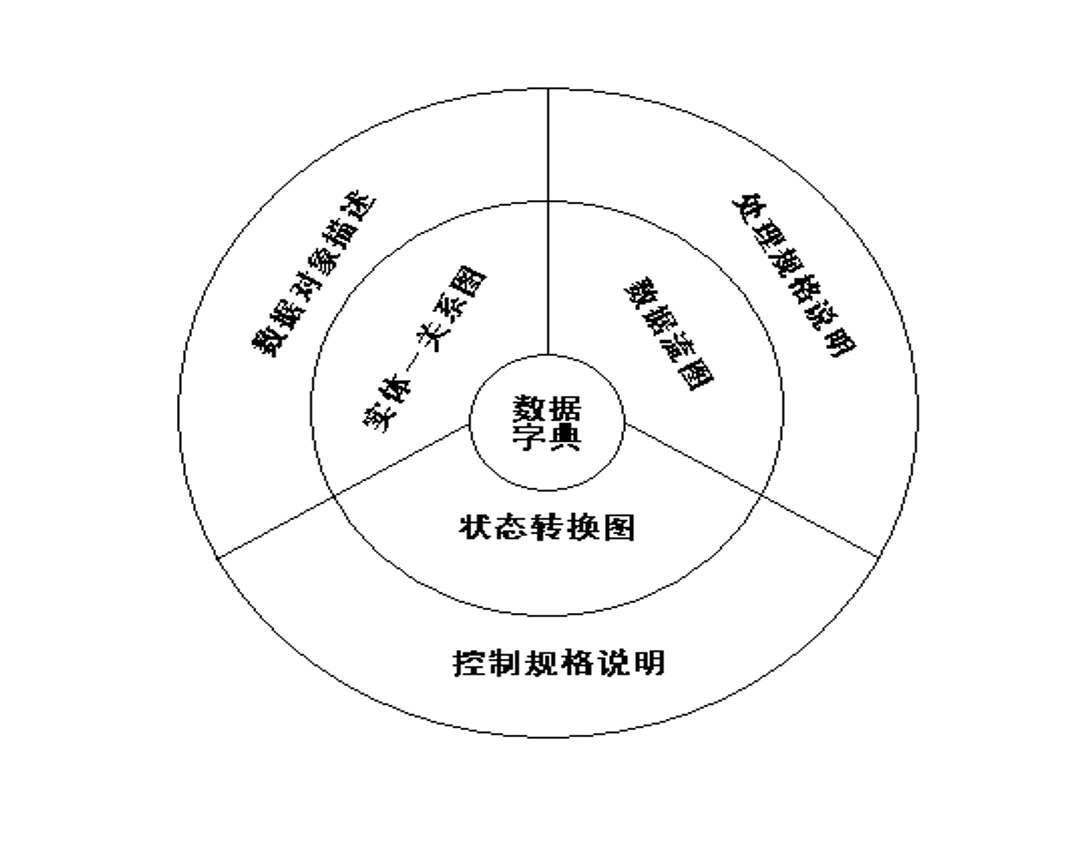 数据对象描述
处理规格说明
实体－关系图
数据流图
数据
字典
状态转换图
控制规格说明